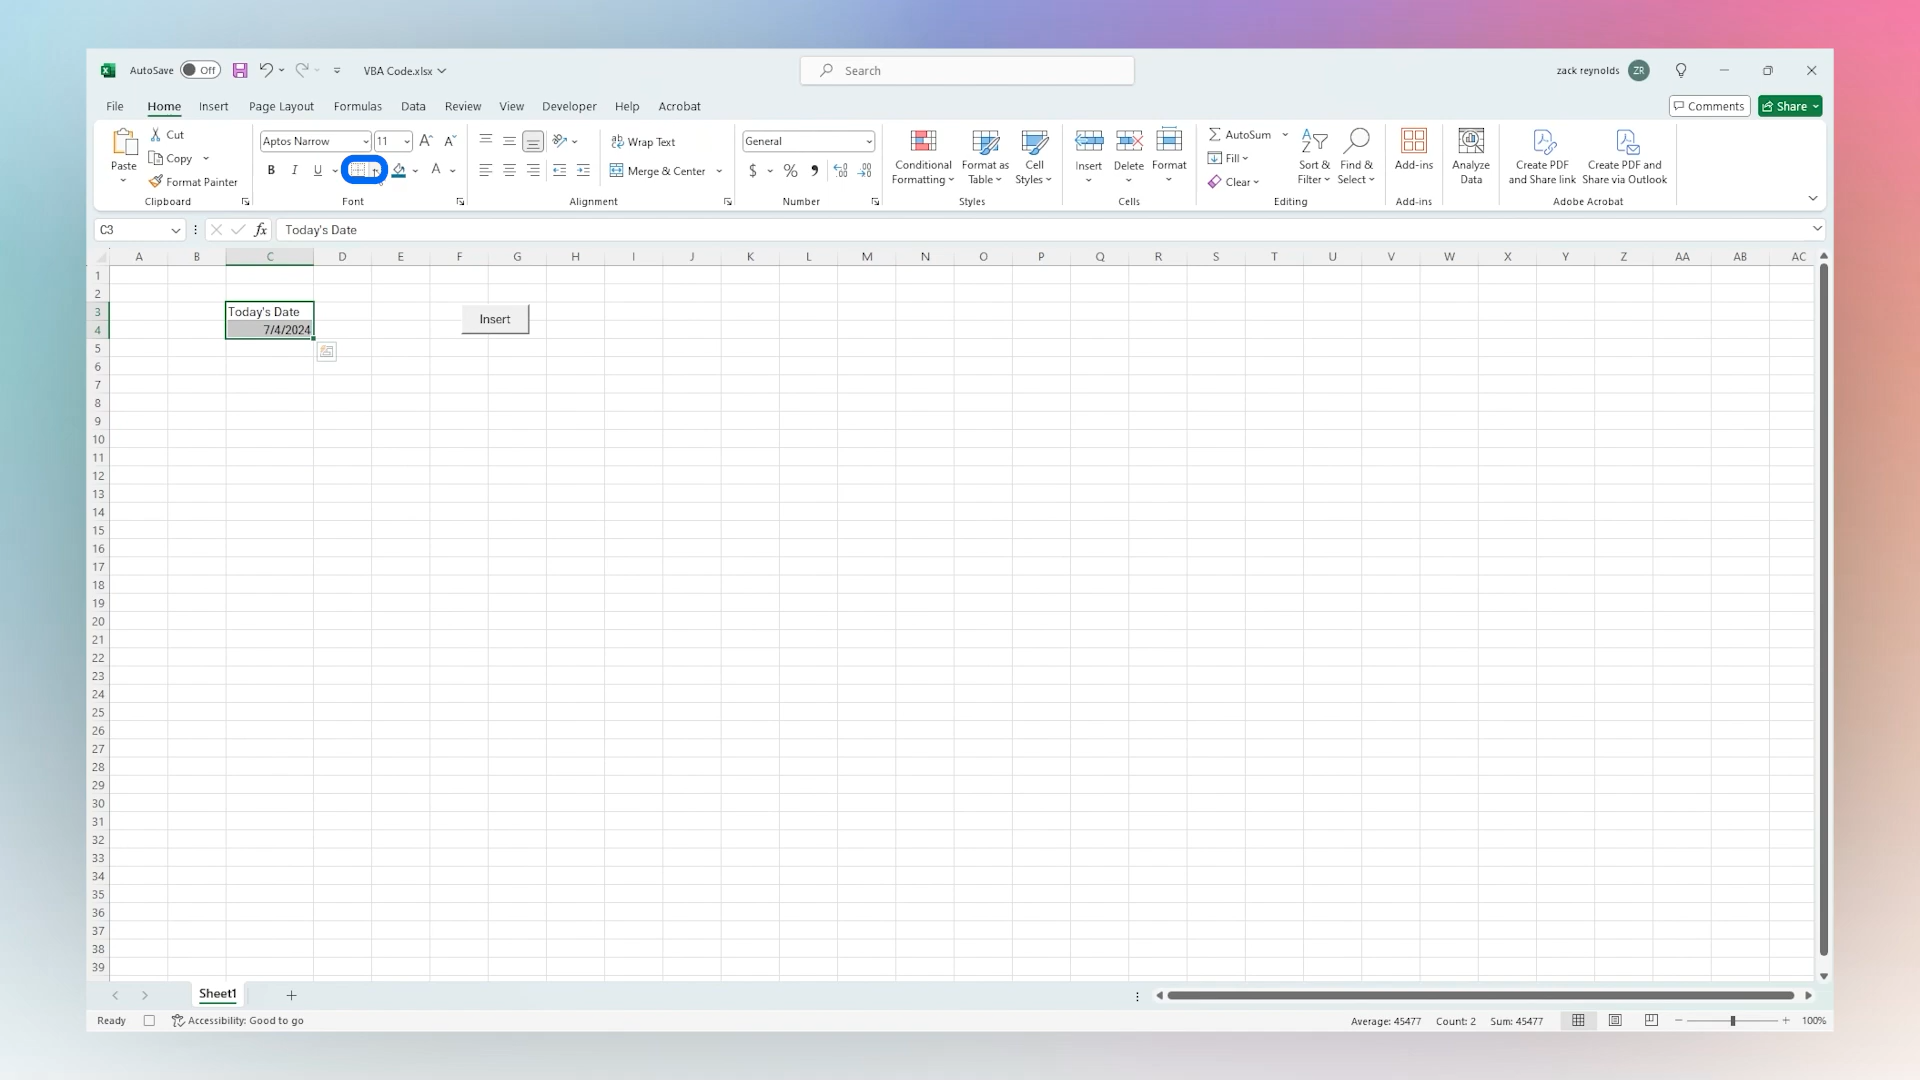 AutoSave Off VBA Code.xlsx Search zack reynolds ZR
File Home Insert Page Layout Formulas Data Review View Developer Help Acrobat Comments Share
Paste
Cut
Copy
Format Painter
Clipboard
Aptos Narrow 11
B I U A
Font
Wrap Text
Merge & Center
Alignment
General
$ % ,
Number
Conditional
Formatting
Format as
Table
Cell
Styles
Styles
Insert Delete Format
Cells
AutoSum
Fill
Clear
Sort &
Filter
Find &
Select
Editing
Add-ins
Add-ins
Analyze
Data
Create PDF
and Share link
Create PDF and
Share via Outlook
Adobe Acrobat
C3 fx Today's Date
A B C D E F G H I J K L M N O P Q R S T U V W X Y Z AA AB AC
1
2
3 Today's Date
4 7/4/2024
Insert
5
6
7
8
9
10
11
12
13
14
15
16
17
18
19
20
21
22
23
24
25
26
27
28
29
30
31
32
33
34
35
36
37
38
39
Sheet1
Ready Accessibility: Good to go Average: 45477 Count: 2 Sum: 45477 100%